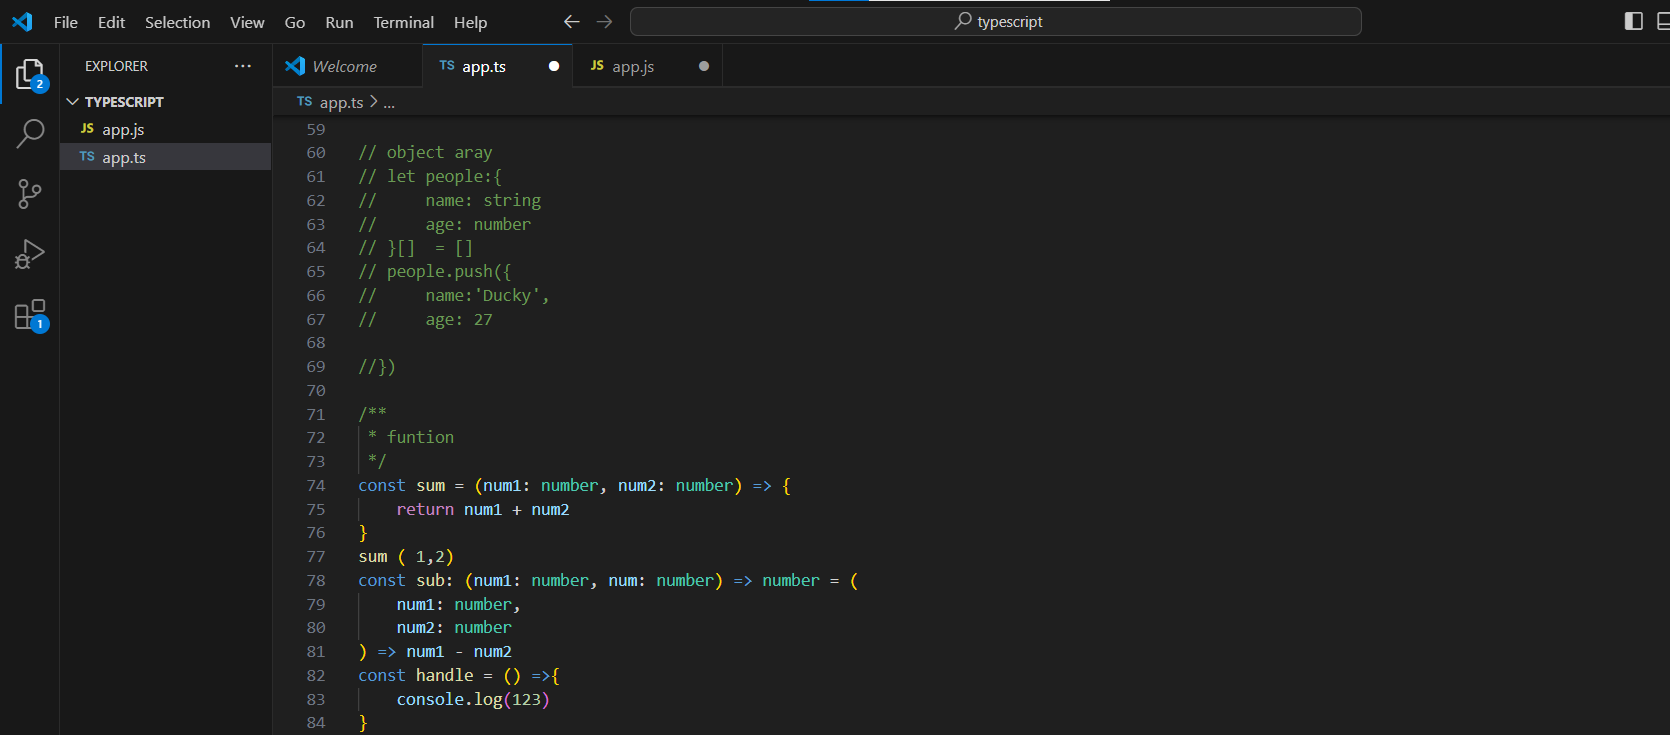 File Edit Selection View Go Run Terminal Help
typescript
EXPLORER
...
Welcome
TS app.ts
JS app.js
2
TYPESCRIPT
JS app.js
TS app.ts
1
TS app.ts > ...
59
60 // object aray
61 // let people:{
62 //     name: string
63 //     age: number
64 // }[]  = []
65 // people.push({
66 //     name:'Ducky',
67 //     age: 27
68
69 //})
70
71 /**
72  * funtion
73  */
74 const sum = (num1: number, num2: number) => {
75     return num1 + num2
76 }
77 sum ( 1,2)
78 const sub: (num1: number, num: number) => number = (
79     num1: number,
80     num2: number
81 ) => num1 - num2
82 const handle = () =>{
83     console.log(123)
84 }